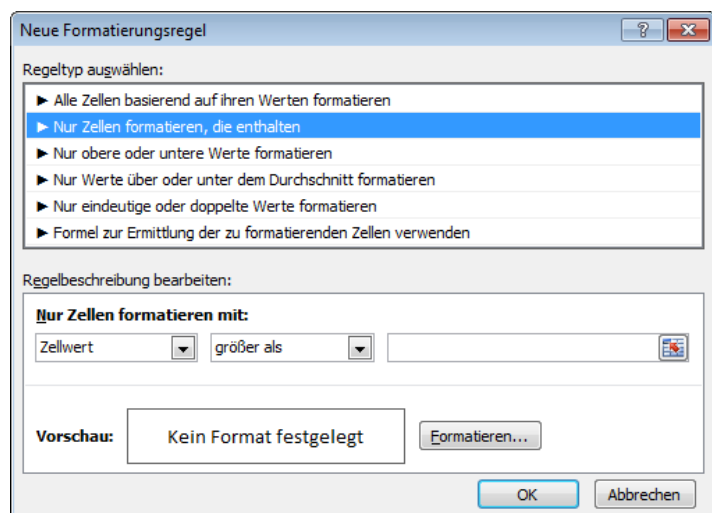 Neue Formatierungsregel
Regeltyp auswählen:
► Alle Zellen basierend auf ihren Werten formatieren
► Nur Zellen formatieren, die enthalten
► Nur obere oder untere Werte formatieren
► Nur Werte über oder unter dem Durchschnitt formatieren
► Nur eindeutige oder doppelte Werte formatieren
► Formel zur Ermittlung der zu formatierenden Zellen verwenden
Regelbeschreibung bearbeiten:
Nur Zellen formatieren mit:
Zellwert größer als
Vorschau: Kein Format festgelegt Formatieren...
OK Abbrechen